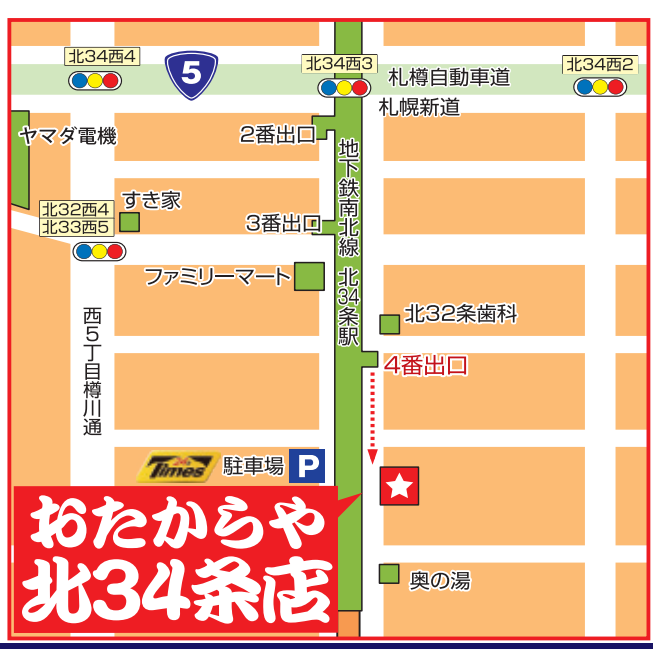 北34西4
5
北34西3
北34西2
札樽自動車道
札幌新道
ヤマダ電機
2番出口
地下鉄南北線 北34条駅
すき家
北32西4
北33西5
3番出口
ファミリーマート
北32条歯科
西5丁目樽川通
4番出口
24h
Times
駐車場
P
おたからや
北34条店
奥の湯